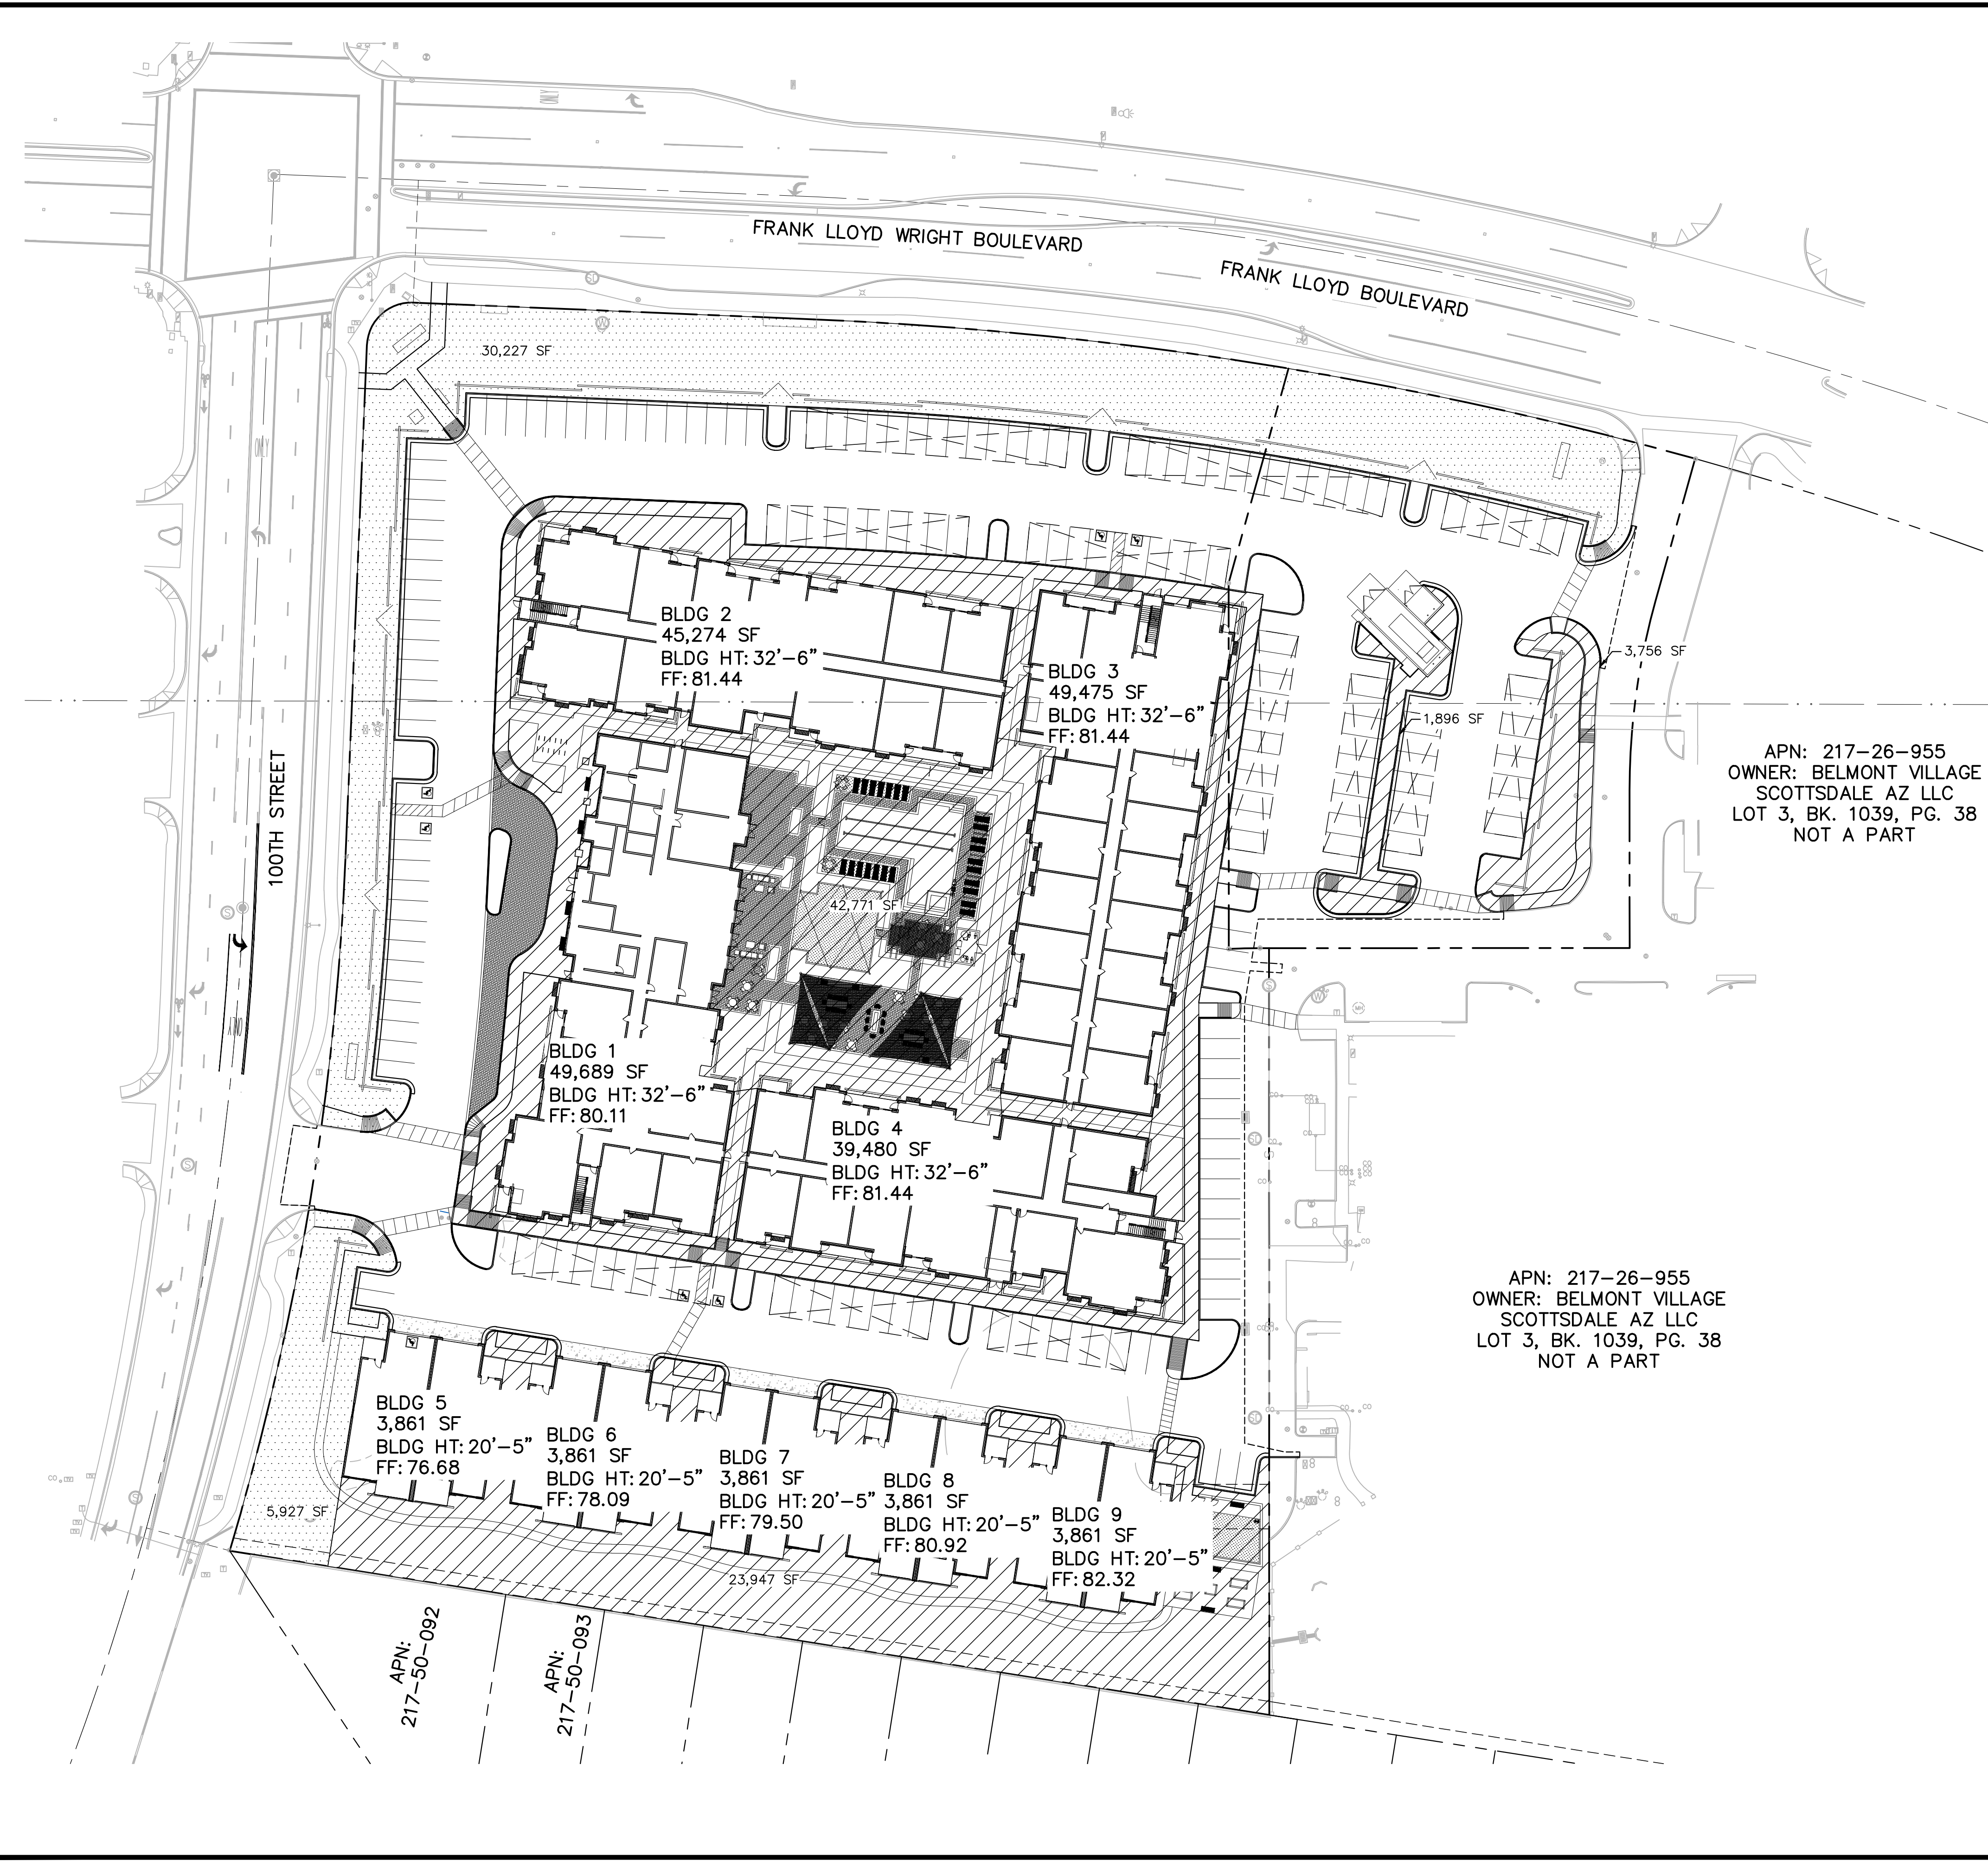 FRANK LLOYD WRIGHT BOULEVARD
FRANK LLOYD BOULEVARD
ONLY
30,227 SF
ONLY
BLDG 2
45,274 SF
BLDG HT: 32'-6"
FF: 81.44
BLDG 3
49,475 SF
BLDG HT: 32'-6"
FF: 81.44
3,756 SF
1,896 SF
100TH STREET
APN: 217-26-955
OWNER: BELMONT VILLAGE
SCOTTSDALE AZ LLC
LOT 3, BK. 1039, PG. 38
NOT A PART
42,771 SF
ONLY
BLDG 1
49,689 SF
BLDG HT: 32'-6"
FF: 80.11
BLDG 4
39,480 SF
BLDG HT: 32'-6"
FF: 81.44
APN: 217-26-955
OWNER: BELMONT VILLAGE
SCOTTSDALE AZ LLC
LOT 3, BK. 1039, PG. 38
NOT A PART
BLDG 5
3,861 SF
BLDG HT: 20'-5"
FF: 76.68
BLDG 6
3,861 SF
BLDG HT: 20'-5"
FF: 78.09
BLDG 7
3,861 SF
BLDG HT: 20'-5"
FF: 79.50
BLDG 8
3,861 SF
BLDG HT: 20'-5"
FF: 80.92
BLDG 9
3,861 SF
BLDG HT: 20'-5"
FF: 82.32
5,927 SF
23,947 SF
APN:
217-50-092
APN:
217-50-093